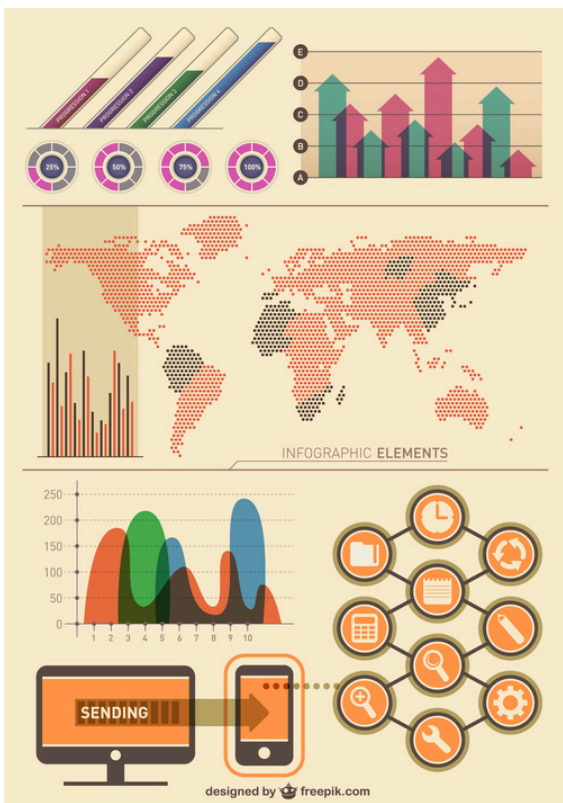 PROGRESSION 1
PROGRESSION 2
PROGRESSION 3
PROGRESSION 4
25%
50%
75%
100%
E
D
C
B
A
INFOGRAPHIC ELEMENTS
250
200
150
100
50
0
1 2 3 4 5 6 7 8 9 10
SENDING
designed by freepik.com